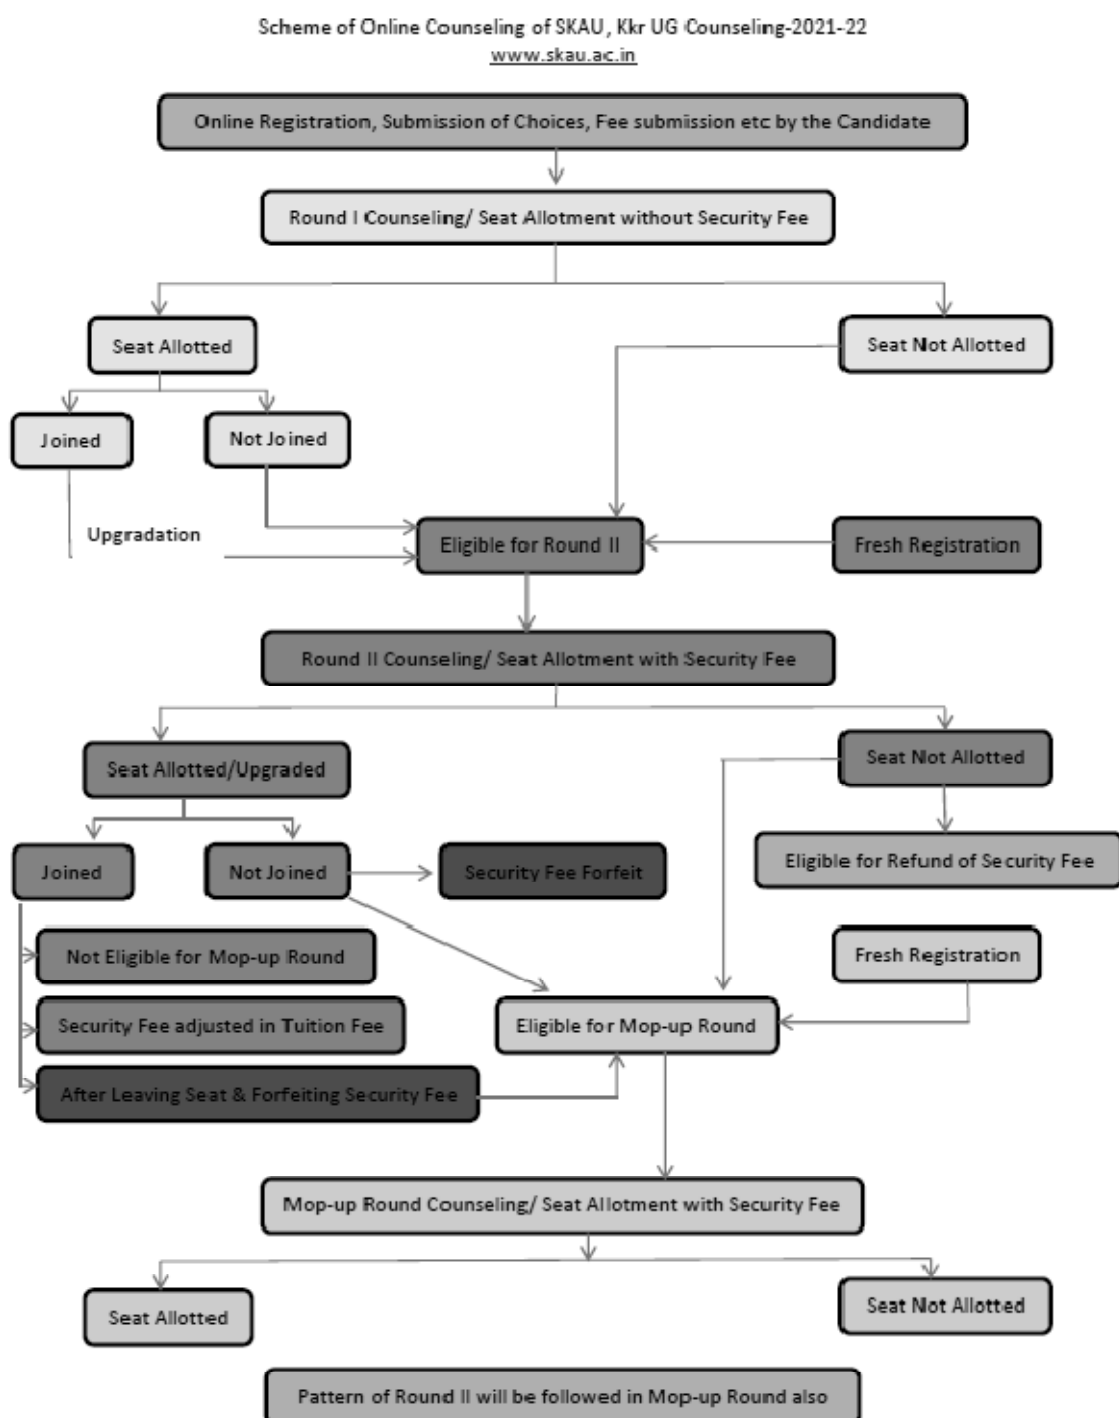 Scheme of Online Counseling of SKAU, Kkr UG Counseling-2021-22
www.skau.ac.in
Online Registration, Submission of Choices, Fee submission etc by the Candidate
Round I Counseling/ Seat Allotment without Security Fee
Seat Allotted
Seat Not Allotted
Joined
Not Joined
Upgradation
Eligible for Round II
Fresh Registration
Round II Counseling/ Seat Allotment with Security Fee
Seat Allotted/Upgraded
Seat Not Allotted
Joined
Not Joined
Security Fee Forfeit
Eligible for Refund of Security Fee
Not Eligible for Mop-up Round
Fresh Registration
Security Fee adjusted in Tuition Fee
Eligible for Mop-up Round
After Leaving Seat & Forfeiting Security Fee
Mop-up Round Counseling/ Seat Allotment with Security Fee
Seat Allotted
Seat Not Allotted
Pattern of Round II will be followed in Mop-up Round also